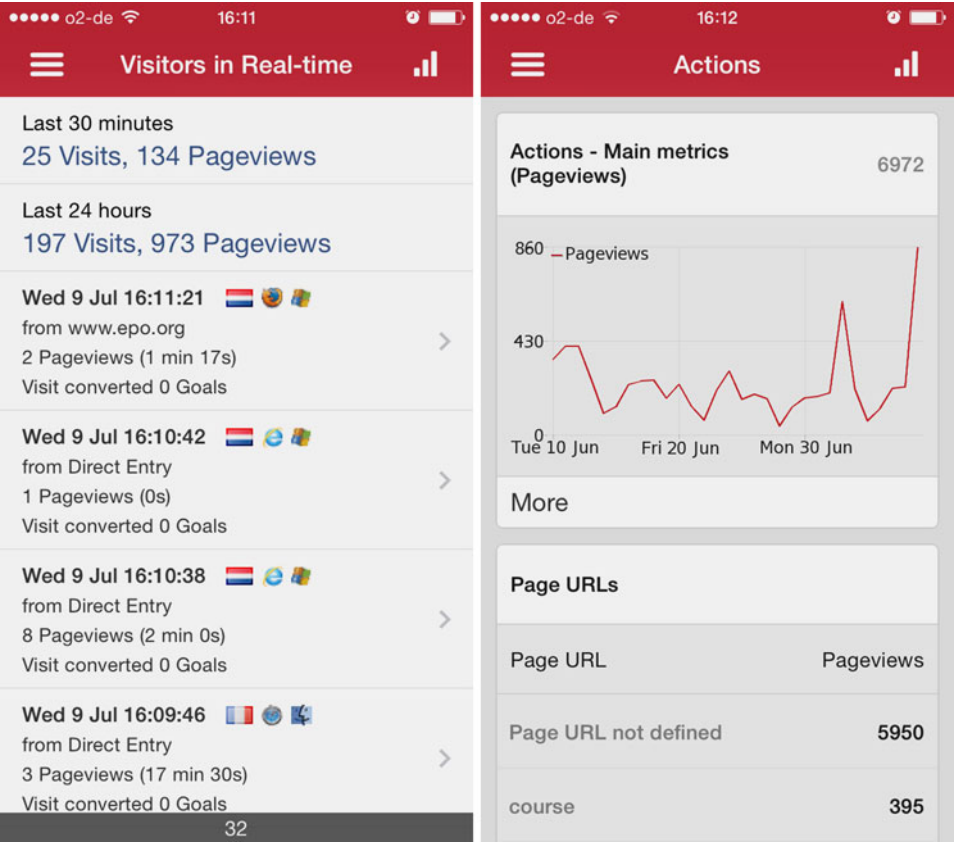 o2-de 16:11
Visitors in Real-time
Last 30 minutes
25 Visits, 134 Pageviews
Last 24 hours
197 Visits, 973 Pageviews
Wed 9 Jul 16:11:21
from www.epo.org
2 Pageviews (1 min 17s)
Visit converted 0 Goals
Wed 9 Jul 16:10:42
from Direct Entry
1 Pageviews (0s)
Visit converted 0 Goals
Wed 9 Jul 16:10:38
from Direct Entry
8 Pageviews (2 min 0s)
Visit converted 0 Goals
Wed 9 Jul 16:09:46
from Direct Entry
3 Pageviews (17 min 30s)
Visit converted 0 Goals
32
o2-de 16:12
Actions
Actions - Main metrics
(Pageviews) 6972
860 Pageviews
430
0
Tue 10 Jun Fri 20 Jun Mon 30 Jun
More
Page URLs
Page URL Pageviews
Page URL not defined 5950
course 395